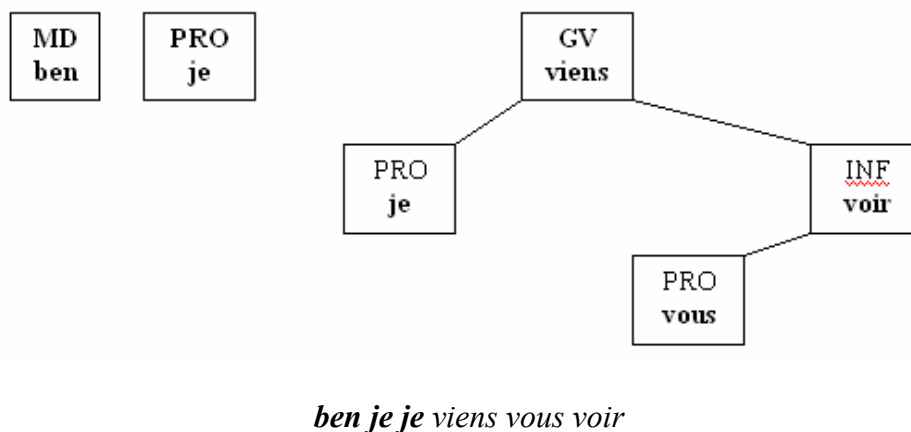 MD PRO GV
ben je viens
PRO INF
je voir
PRO
vous
ben je je viens vous voir